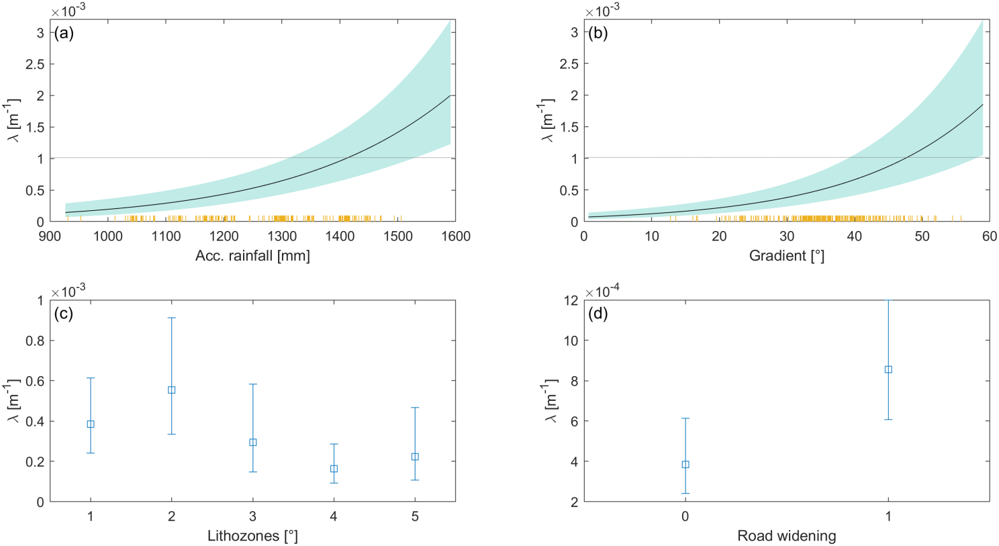 ×10-3
(a)
3
2.5
2
1.5
1
0.5
0
λ [m-1]
900 1000 1100 1200 1300 1400 1500 1600
Acc. rainfall [mm]
×10-3
(b)
3
2.5
2
1.5
1
0.5
0
λ [m-1]
0 10 20 30 40 50 60
Gradient [°]
×10-3
(c)
1
0.8
0.6
0.4
0.2
0
λ [m-1]
1 2 3 4 5
Lithozones [°]
×10-4
(d)
12
10
8
6
4
2
λ [m-1]
0 1
Road widening